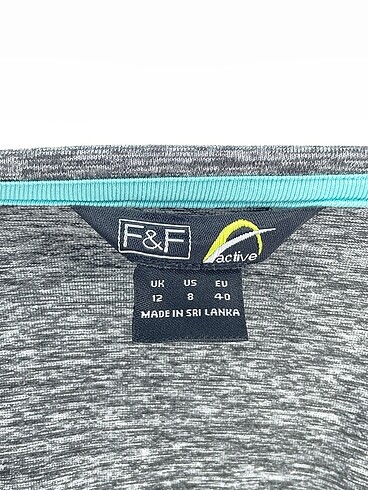 F&F active
UK US EU
12 8 40
MADE IN SRI LANKA